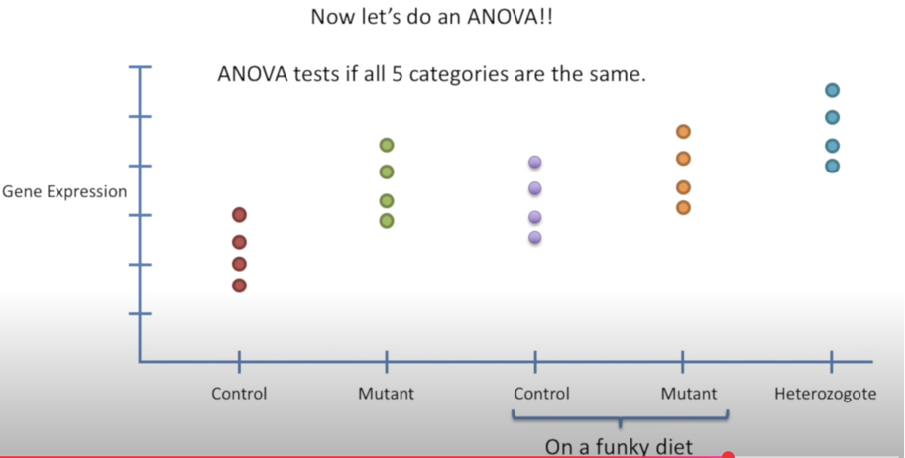 Now let's do an ANOVA!!
ANOVA tests if all 5 categories are the same.
Gene Expression
Control
Mutant
Control
Mutant
Heterozogote
On a funky diet